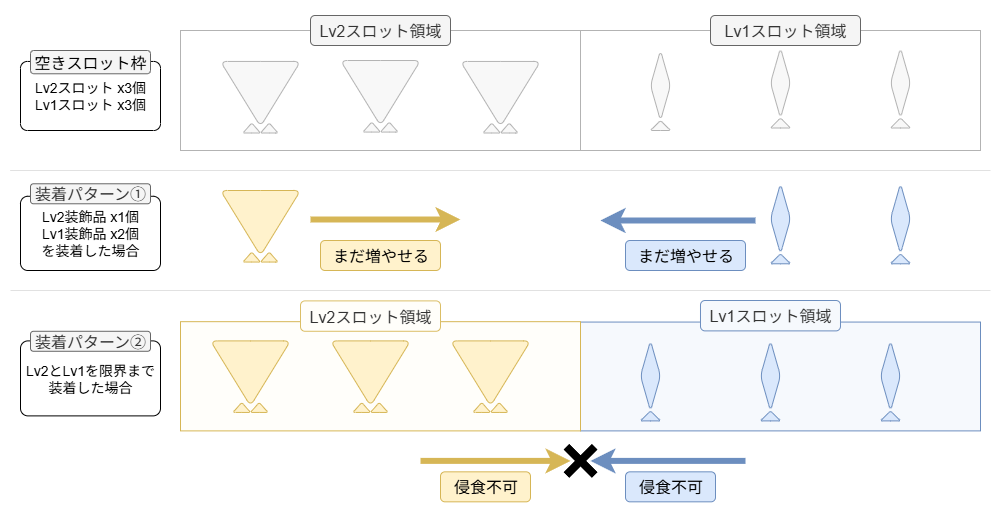 Lv2スロット領域
Lv1スロット領域
空きスロット枠
Lv2スロット x3個
Lv1スロット x3個
装着パターン①
Lv2装飾品 x1個
Lv1装飾品 x2個
を装着した場合
まだ増やせる
まだ増やせる
Lv2スロット領域
Lv1スロット領域
装着パターン②
Lv2とLv1を限界まで
装着した場合
侵食不可
侵食不可